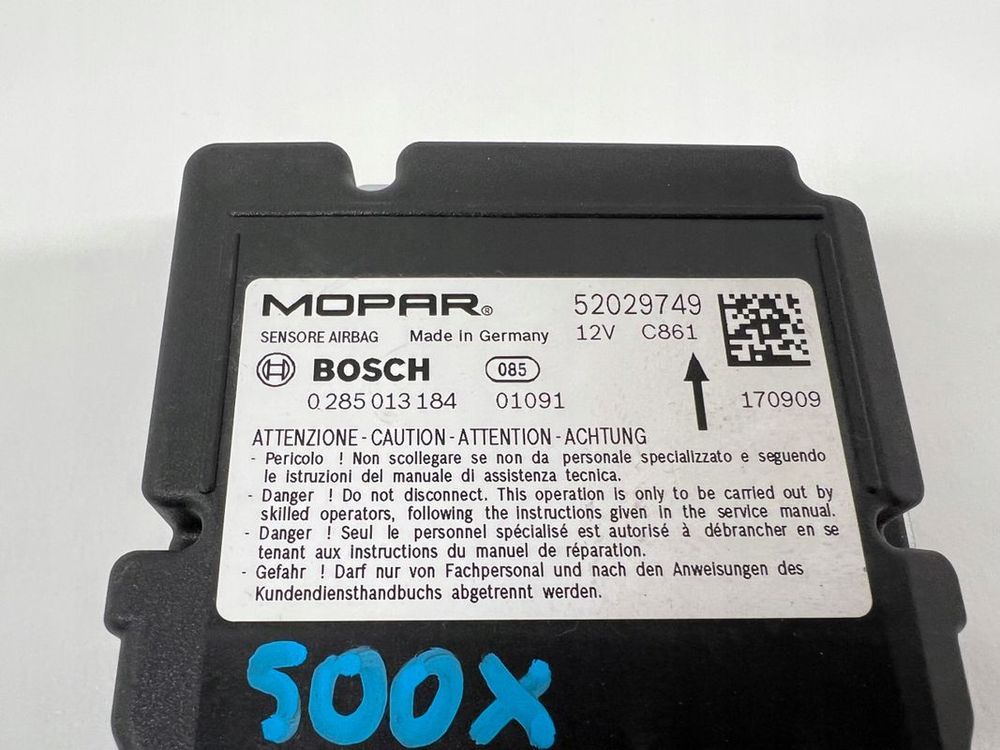 MOPAR® 52029749
SENSORE AIRBAG Made in Germany 12V C861
BOSCH 085
0 285 013 184 01091 170909
ATTENZIONE - CAUTION - ATTENTION - ACHTUNG
- Pericolo ! Non scollegare se non da personale specializzato e seguendo
le istruzioni del manuale di assistenza tecnica.
- Danger ! Do not disconnect. This operation is only to be carried out by
skilled operators, following the instructions given in the service manual.
- Danger ! Seul le personnel spécialisé est autorisé à débrancher en se
tenant aux instructions du manuel de réparation.
- Gefahr ! Darf nur von Fachpersonal und nach den Anweisungen des
Kundendiensthandbuchs abgetrennt werden.
500X